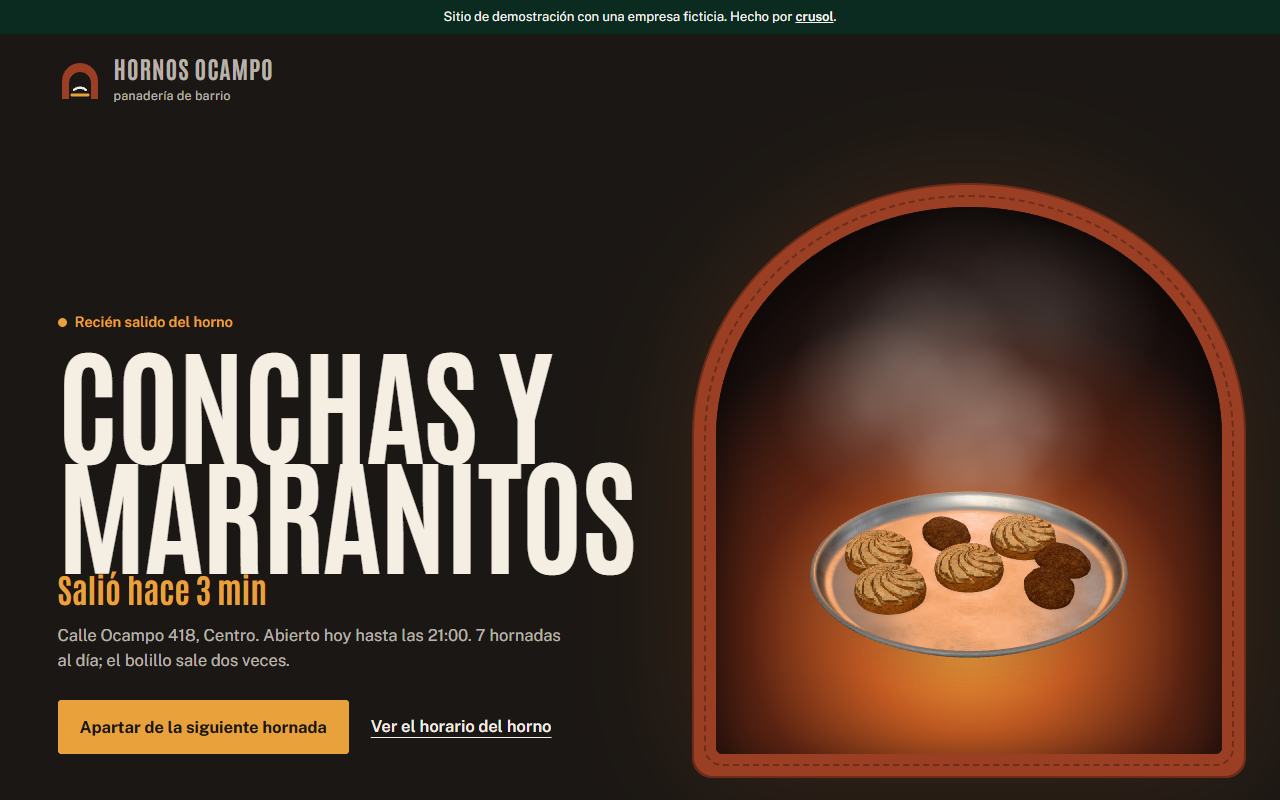 Sitio de demostración con una empresa ficticia. Hecho por crusol.
HORNOS OCAMPO
panadería de barrio
Recién salido del horno
CONCHAS Y
MARRANITOS
Salió hace 3 min
Calle Ocampo 418, Centro. Abierto hoy hasta las 21:00. 7 hornadas
al día; el bolillo sale dos veces.
Apartar de la siguiente hornada
Ver el horario del horno